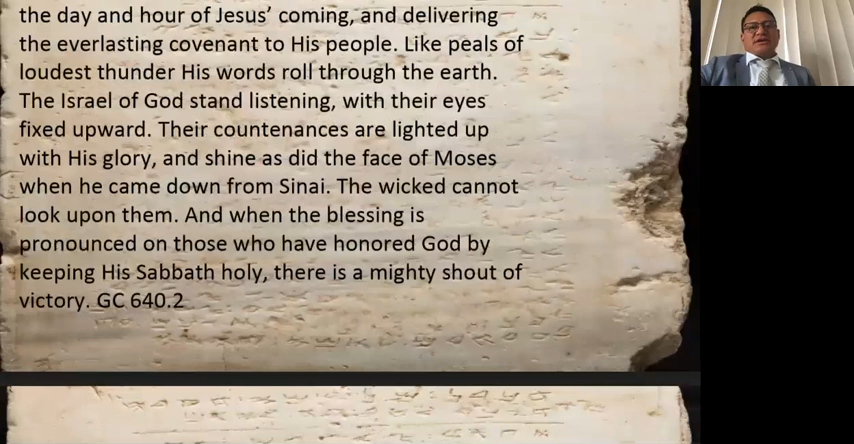 the day and hour of Jesus’ coming, and delivering
the everlasting covenant to His people. Like peals of
loudest thunder His words roll through the earth.
The Israel of God stand listening, with their eyes
fixed upward. Their countenances are lighted up
with His glory, and shine as did the face of Moses
when he came down from Sinai. The wicked cannot
look upon them. And when the blessing is
pronounced on those who have honored God by
keeping His Sabbath holy, there is a mighty shout of
victory. GC 640.2